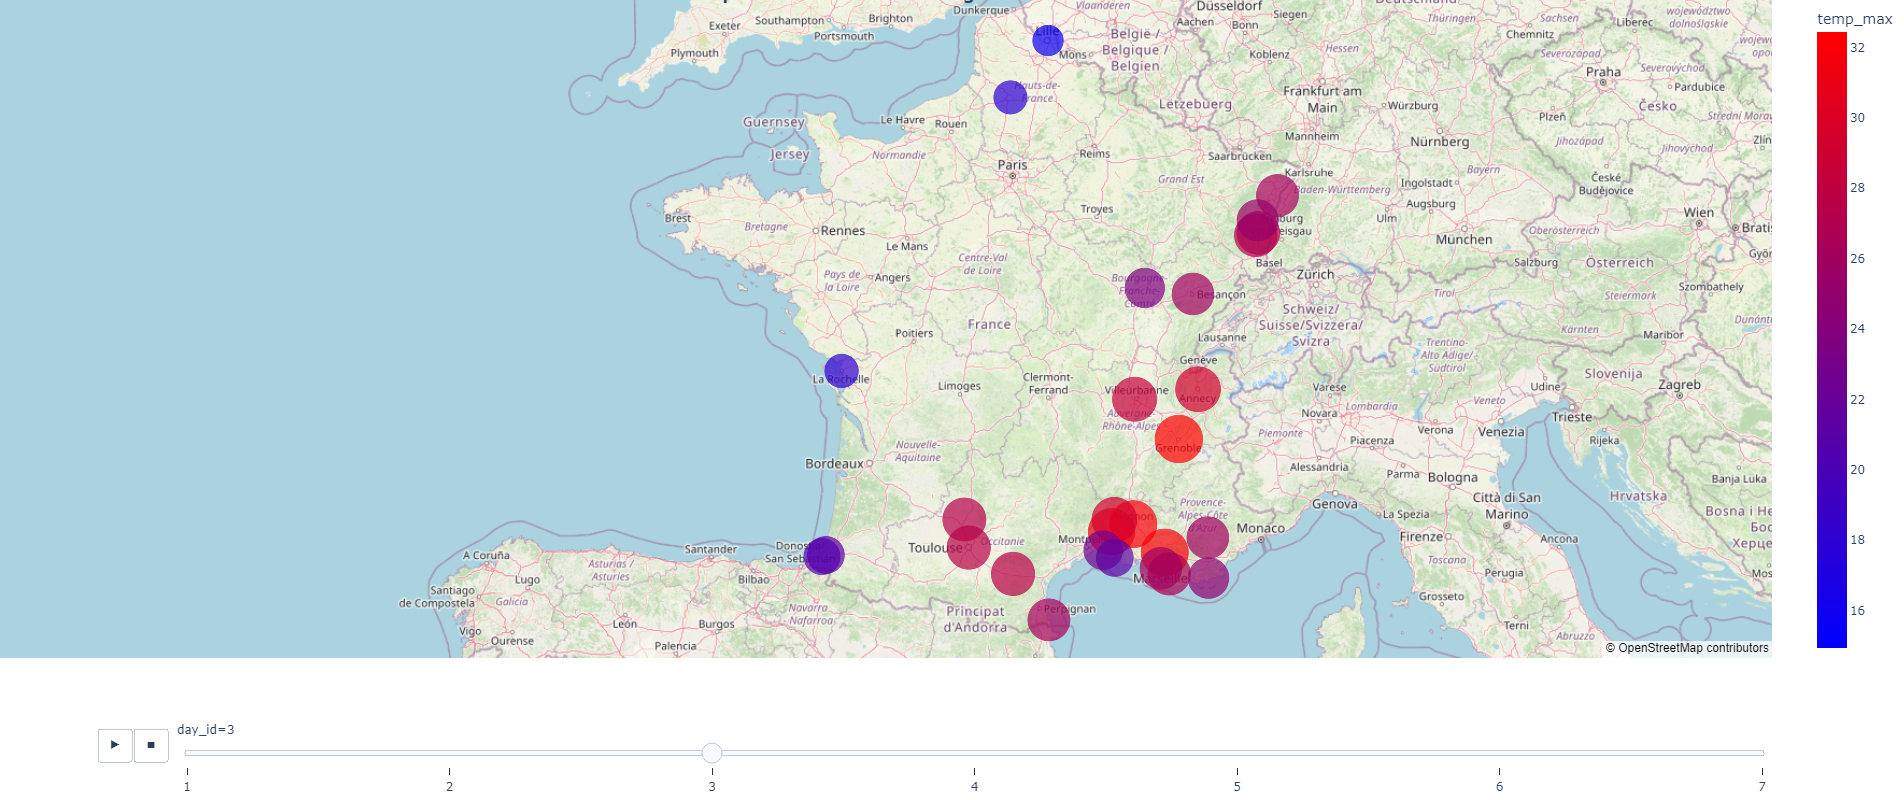 Dunkerque
Vlaanderen
Düsseldorf
Exeter
Southampton
Brighton
Portsmouth
Plymouth
Lille
Mons
België /
Belgique /
Belgien
Aachen
Bonn
Siegen
Koblenz
Hessen
Thüringen
Sachsen
Chemnitz
Liberec
województwo
dolnośląskie
Severozápad
Severovýchod
Praha
Pardubice
Hauts-de-
France
Lëtzebuerg
Frankfurt am
Main
Würzburg
Plzeň
Česko
Guernsey
Jersey
Le Havre
Rouen
Normandie
Paris
Reims
Saarbrücken
Mannheim
Nürnberg
Jihozápad
Jihovýchod
Grand Est
Karlsruhe
Baden-Württemberg
Ingolstadt
Bayern
České
Budějovice
Brest
Bretagne
Rennes
Le Mans
Troyes
Ulm
Augsburg
München
Oberösterreich
Wien
Basel
Zürich
Salzburg
Österreich
Centre-Val
de Loire
Pays de
la Loire
Angers
Bourgogne-
Franche-
Comté
Besançon
Tirol
Steiermark
Szombathely
France
Poitiers
Schweiz/
Suisse/Svizzera/
Svizra
Lausanne
Kärnten
Maribor
Trentino-
Alto Adige/
Südtirol
La Rochelle
Limoges
Clermont-
Ferrand
Genève
Villeurbanne
Annecy
Auvergne-
Rhône-Alpes
Varese
Udine
Slovenija
Zagreb
Novara
Lombardia
Veneto
Trieste
Bordeaux
Nouvelle-
Aquitaine
Grenoble
Piemonte
Piacenza
Verona
Venezia
Rijeka
Alessandria
Parma
Bologna
Banja Luka
Genova
La Spezia
Città di San
Marino
Hrvatska
Provence-
Alpes-Côte
d'Azur
Monaco
Firenze
Ancona
Toulouse
Occitanie
Marseille
A Coruña
Santander
Bilbao
Asturias /
Asturies
Lugo
Santiago
de Compostela
Galicia
León
Burgos
Navarra
Nafarroa
Vigo
Ourense
Palencia
Principat
d'Andorra
Perpignan
Toscana
Perugia
Grosseto
Terni
Abruzzo
© OpenStreetMap contributors
temp_max
32
30
28
26
24
22
20
18
16
day_id=3
1 2 3 4 5 6 7